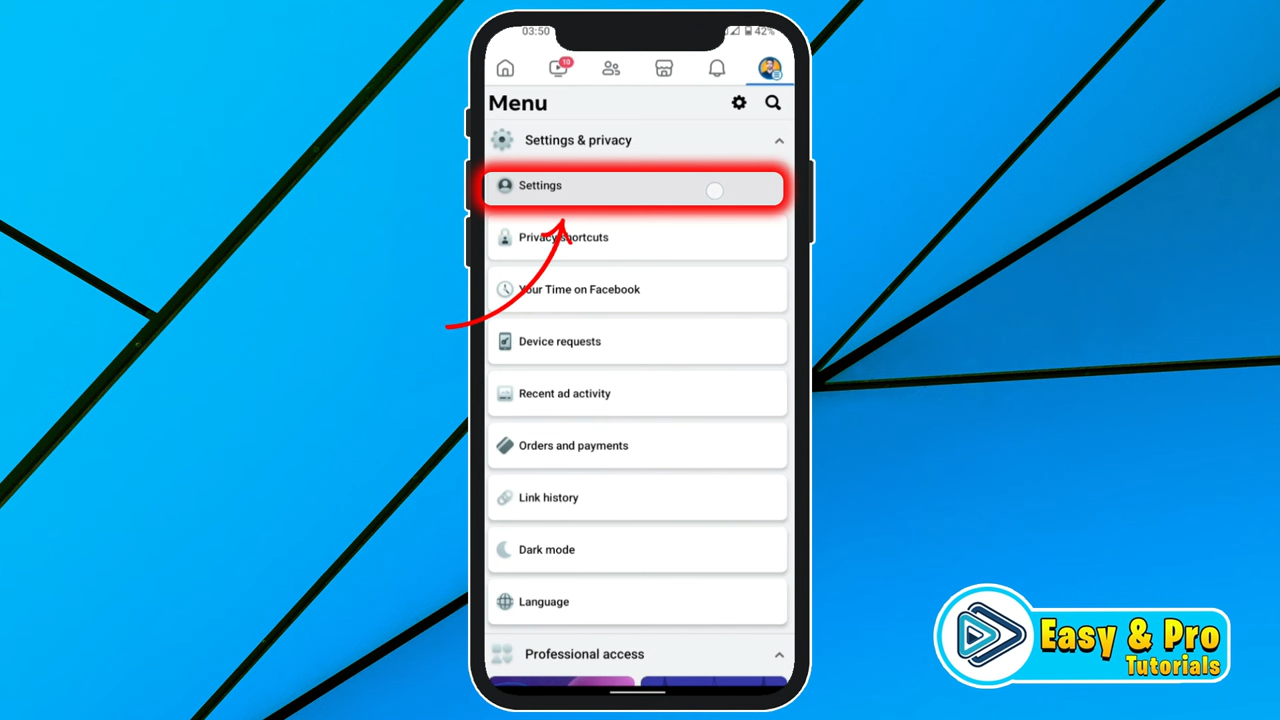 03:50 42%
10
Menu
Settings & privacy
Settings
Privacy shortcuts
Your Time on Facebook
Device requests
Recent ad activity
Orders and payments
Link history
Dark mode
Language
Professional access
Easy & Pro
Tutorials